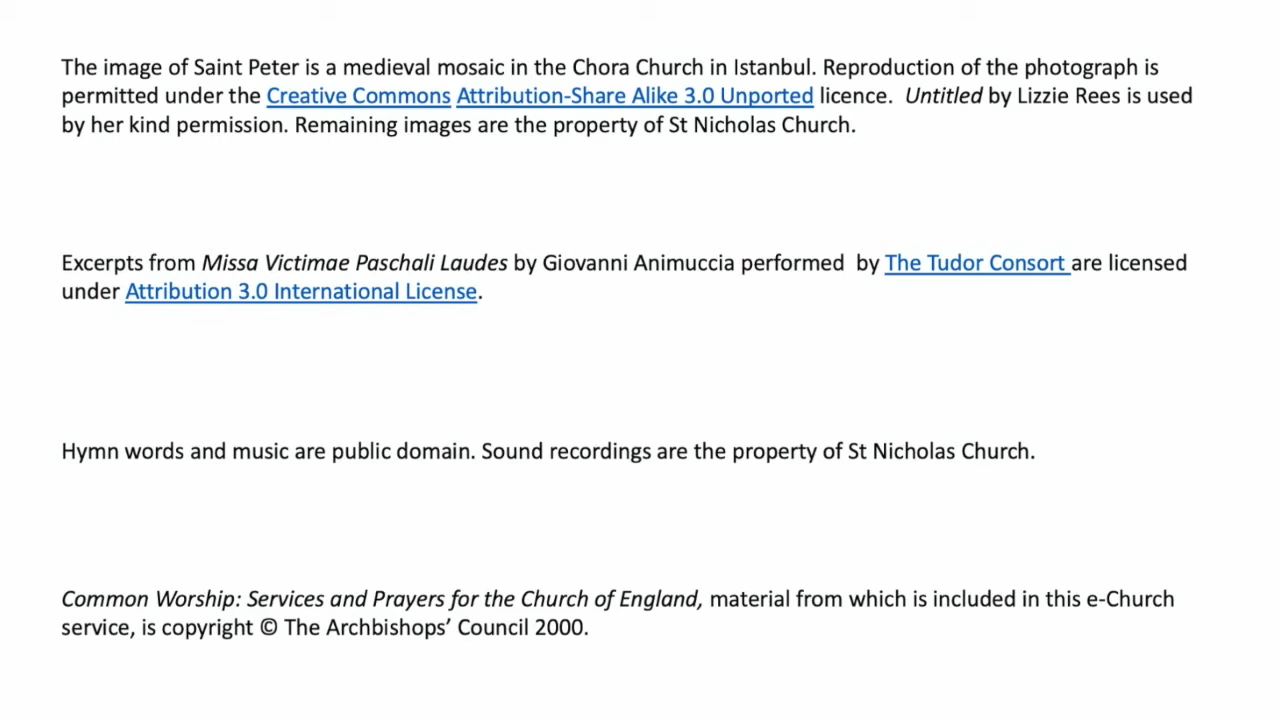 The image of Saint Peter is a medieval mosaic in the Chora Church in Istanbul. Reproduction of the photograph is
permitted under the Creative Commons Attribution-Share Alike 3.0 Unported licence.  Untitled by Lizzie Rees is used
by her kind permission. Remaining images are the property of St Nicholas Church.
Excerpts from Missa Victimae Paschali Laudes by Giovanni Animuccia performed  by The Tudor Consort are licensed
under Attribution 3.0 International License.
Hymn words and music are public domain. Sound recordings are the property of St Nicholas Church.
Common Worship: Services and Prayers for the Church of England, material from which is included in this e-Church
service, is copyright © The Archbishops’ Council 2000.